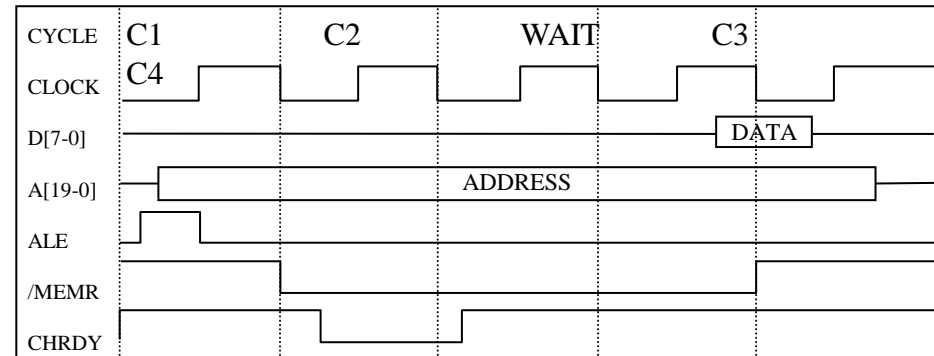 CYCLE C1 C2 WAIT C3
C4
CLOCK
D[7-0] DATA
A[19-0] ADDRESS
ALE
/MEMR
CHRDY